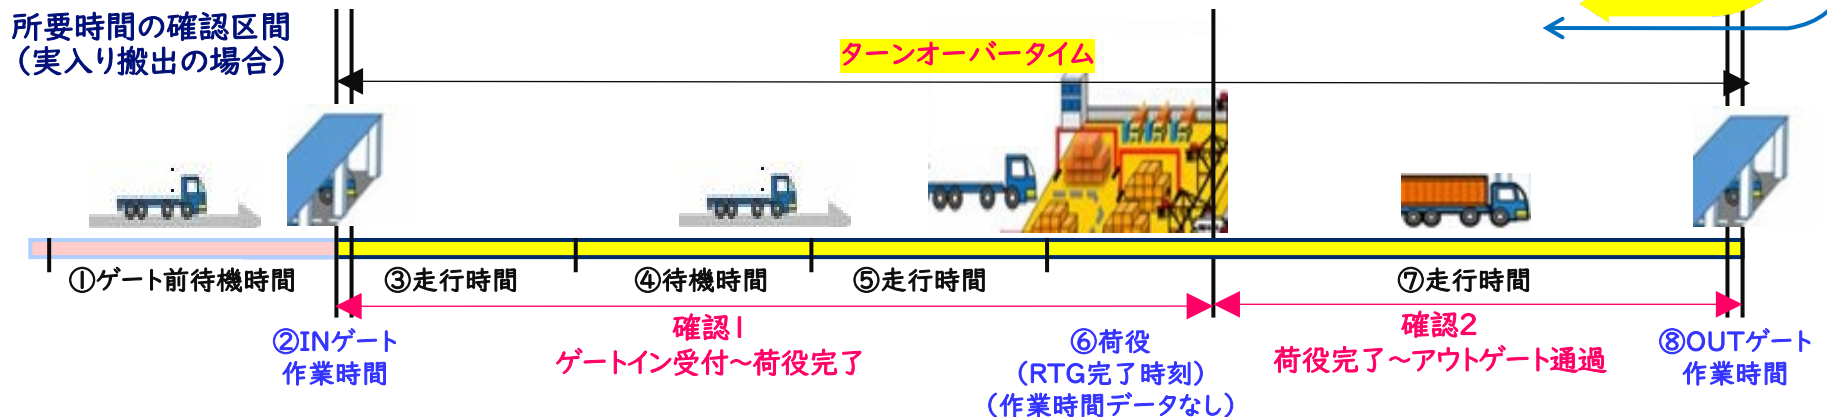 所要時間の確認区間
(実入り搬出の場合)
ターンオーバータイム
①ゲート前待機時間
③走行時間
④待機時間
⑤走行時間
⑦走行時間
②INゲート
作業時間
確認1
ゲートイン受付～荷役完了
⑥荷役
(RTG完了時刻)
(作業時間データなし)
確認2
荷役完了～アウトゲート通過
⑧OUTゲート
作業時間